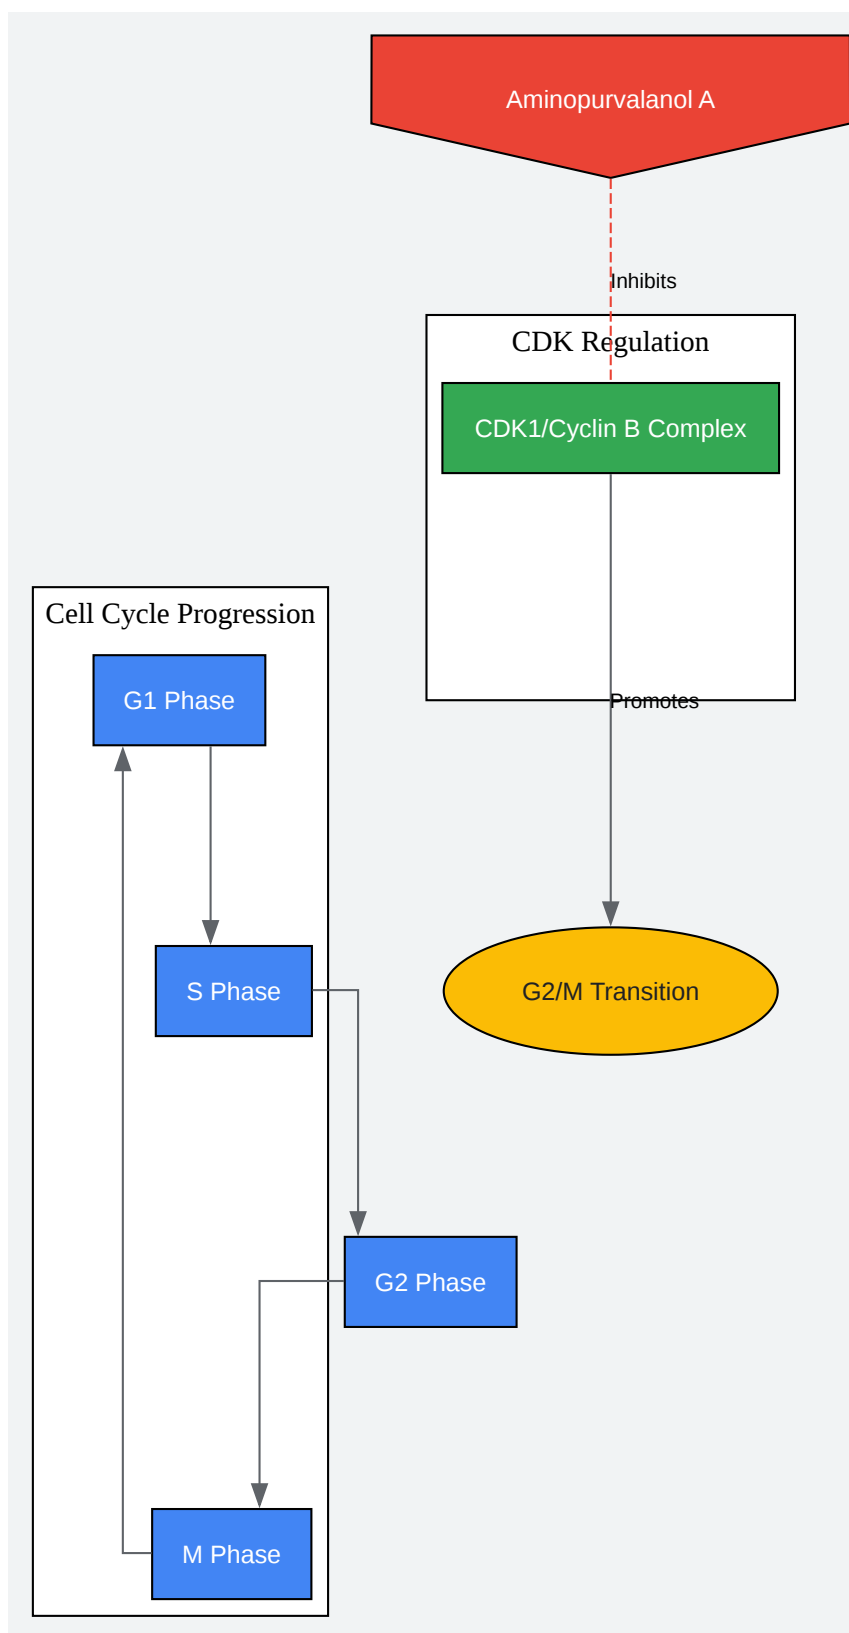 Aminopurvalanol A
Inhibits
CDK Regulation
CDK1/Cyclin B Complex
Cell Cycle Progression
G1 Phase
Promotes
S Phase
G2/M Transition
G2 Phase
M Phase